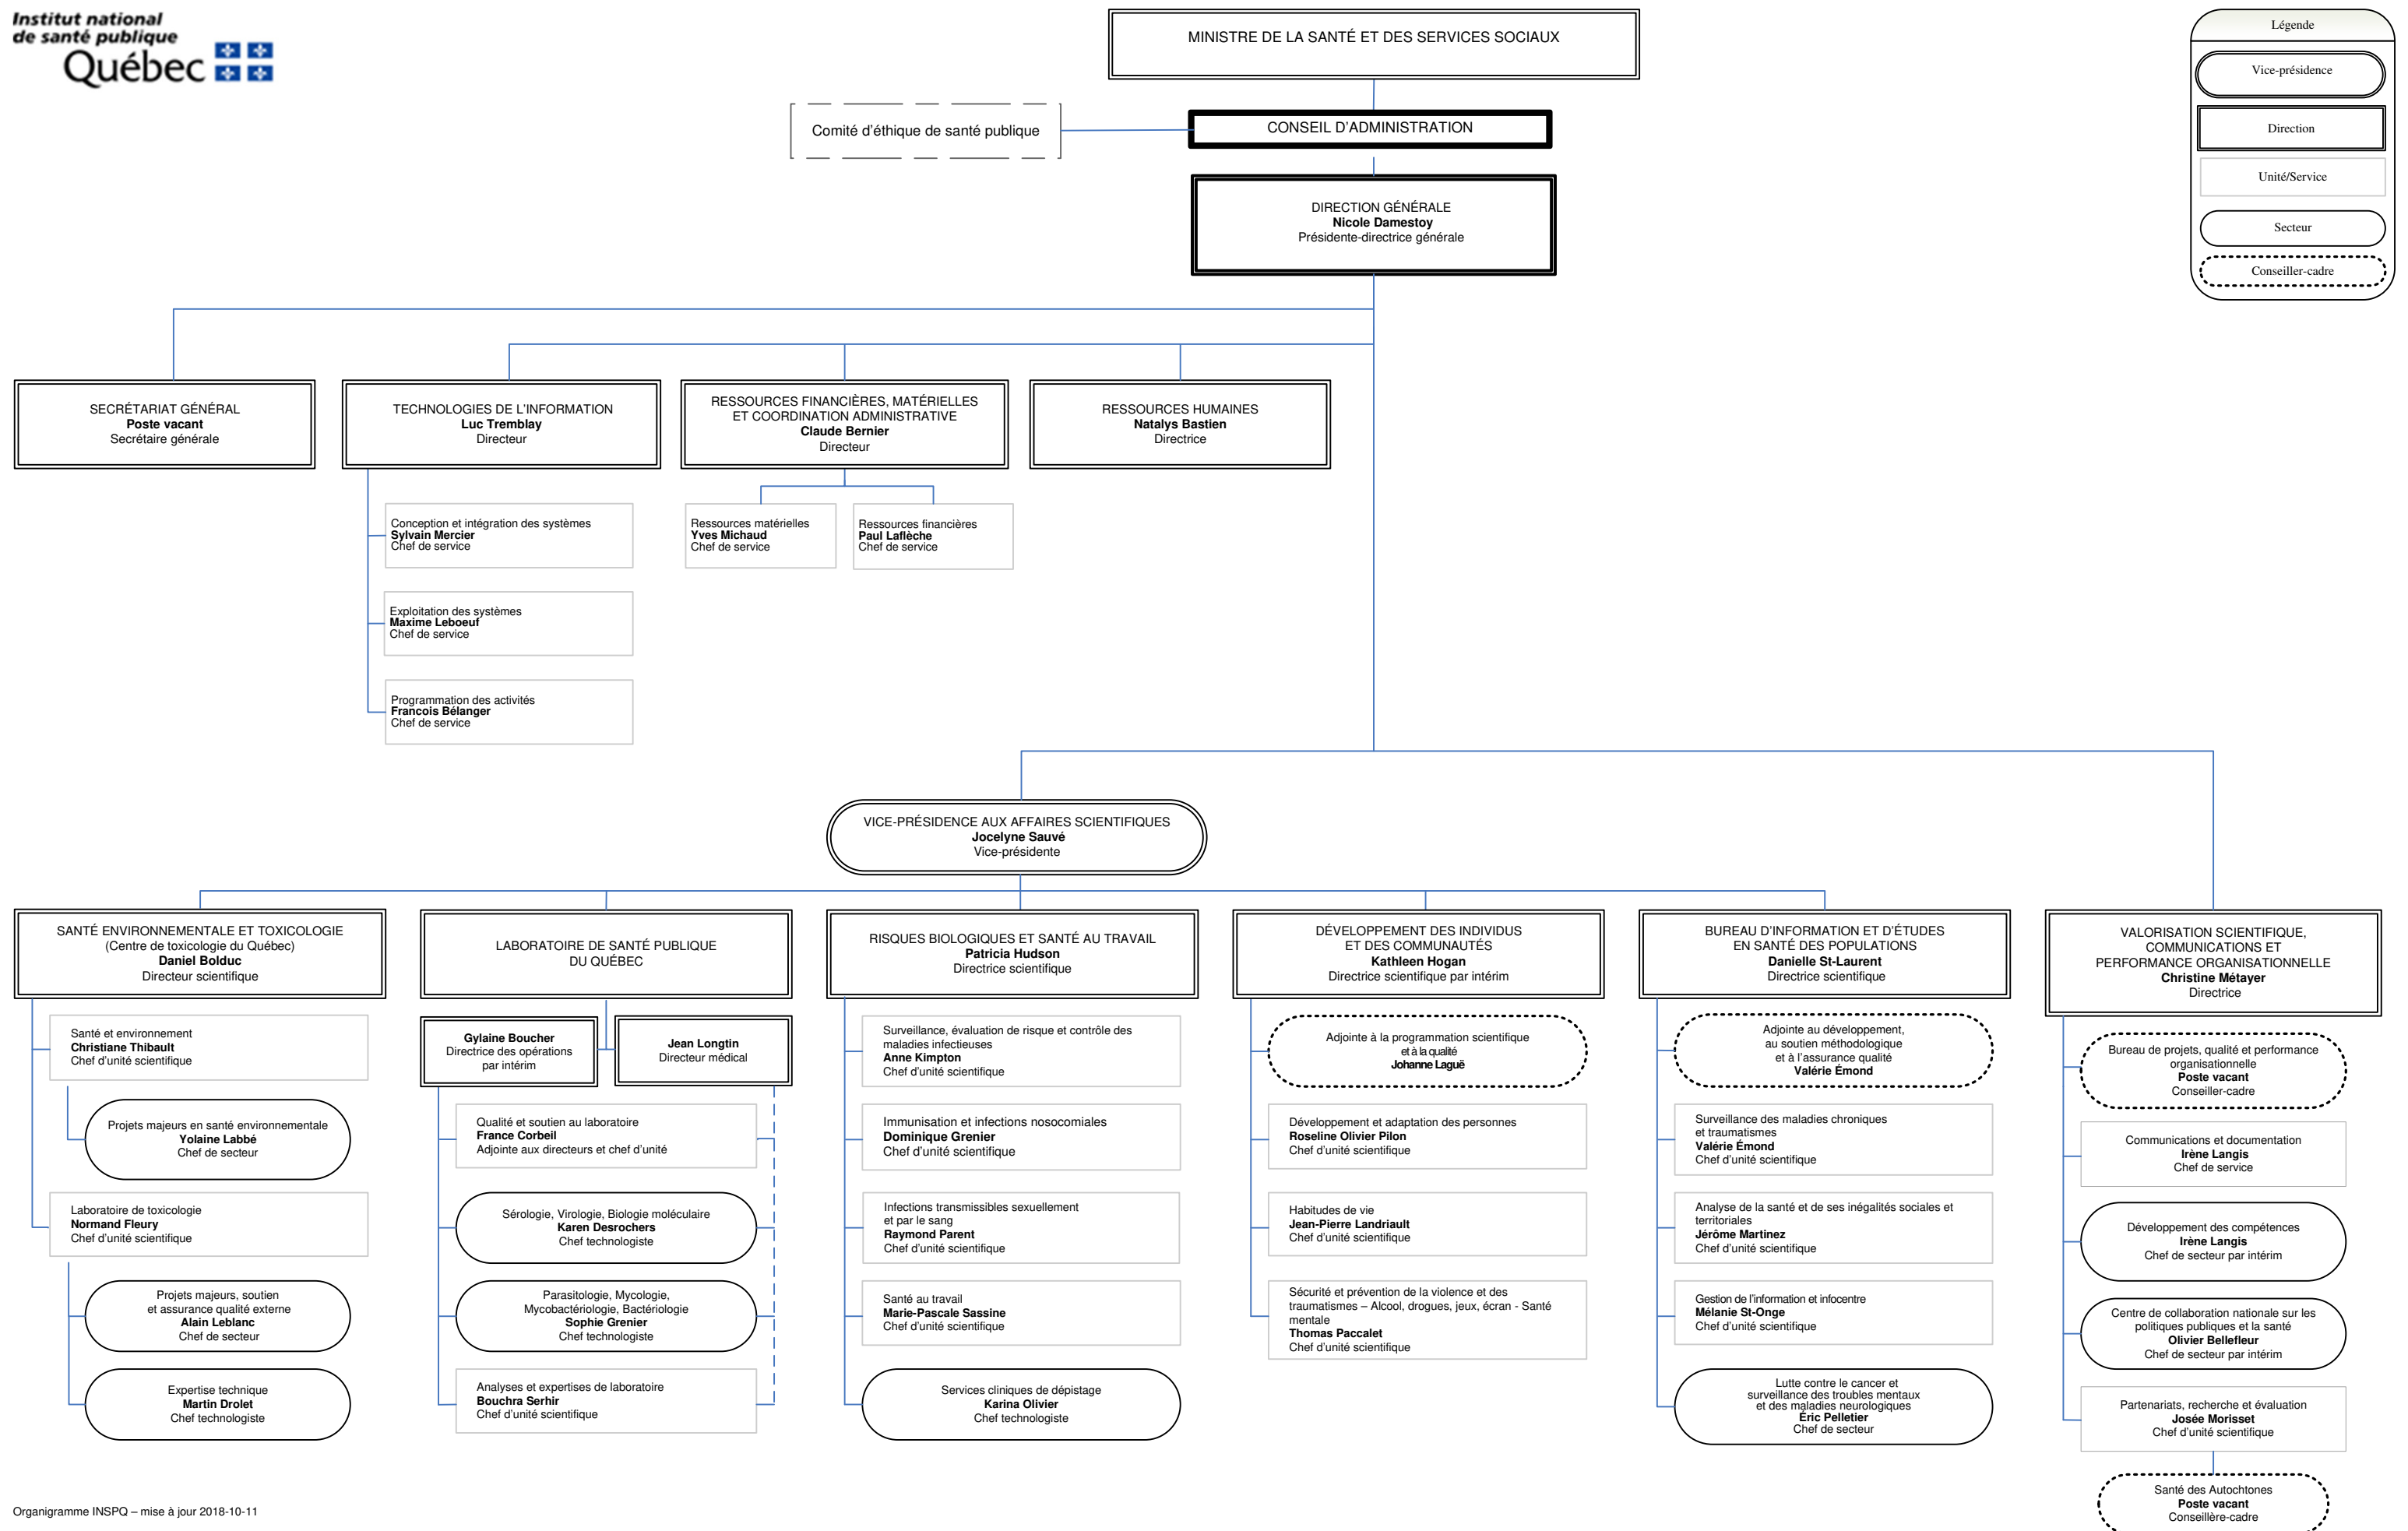 Institut national
de santé publique
Québec
MINISTRE DE LA SANTÉ ET DES SERVICES SOCIAUX
Comité d'éthique de santé publique
CONSEIL D'ADMINISTRATION
DIRECTION GÉNÉRALE
Nicole Damestoy
Présidente-directrice générale
Légende
Vice-présidence
Direction
Unité/Service
Secteur
Conseiller-cadre
SECRÉTARIAT GÉNÉRAL
Poste vacant
Secrétaire générale
TECHNOLOGIES DE L'INFORMATION
Luc Tremblay
Directeur
RESSOURCES FINANCIÈRES, MATÉRIELLES
ET COORDINATION ADMINISTRATIVE
Claude Bernier
Directeur
RESSOURCES HUMAINES
Natalys Bastien
Directrice
Conception et intégration des systèmes
Sylvain Mercier
Chef de service
Exploitation des systèmes
Maxime Leboeuf
Chef de service
Programmation des activités
Francois Bélanger
Chef de service
Ressources matérielles
Yves Michaud
Chef de service
Ressources financières
Paul Laflèche
Chef de service
VICE-PRÉSIDENCE AUX AFFAIRES SCIENTIFIQUES
Jocelyne Sauvé
Vice-présidente
SANTÉ ENVIRONNEMENTALE ET TOXICOLOGIE
(Centre de toxicologie du Québec)
Daniel Bolduc
Directeur scientifique
Santé et environnement
Christiane Thibault
Chef d'unité scientifique
Projets majeurs en santé environnementale
Yolaine Labbé
Chef de secteur
Laboratoire de toxicologie
Normand Fleury
Chef d'unité scientifique
Projets majeurs, soutien
et assurance qualité externe
Alain Leblanc
Chef de secteur
Expertise technique
Martin Drolet
Chef technologiste
LABORATOIRE DE SANTÉ PUBLIQUE
DU QUÉBEC
Gylaine Boucher
Directrice des opérations
par intérim
Jean Longtin
Directeur médical
Qualité et soutien au laboratoire
France Corbeil
Adjointe aux directeurs et chef d'unité
Sérologie, Virologie, Biologie moléculaire
Karen Desrochers
Chef technologiste
Parasitologie, Mycologie,
Mycobactériologie, Bactériologie
Sophie Grenier
Chef technologiste
Analyses et expertises de laboratoire
Bouchra Serhir
Chef d'unité scientifique
RISQUES BIOLOGIQUES ET SANTÉ AU TRAVAIL
Patricia Hudson
Directrice scientifique
Surveillance, évaluation de risque et contrôle des
maladies infectieuses
Anne Kimpton
Chef d'unité scientifique
Immunisation et infections nosocomiales
Dominique Grenier
Chef d'unité scientifique
Infections transmissibles sexuellement
et par le sang
Raymond Parent
Chef d'unité scientifique
Santé au travail
Marie-Pascale Sassine
Chef d'unité scientifique
Services cliniques de dépistage
Karina Olivier
Chef technologiste
DÉVELOPPEMENT DES INDIVIDUS
ET DES COMMUNAUTÉS
Kathleen Hogan
Directrice scientifique par intérim
Adjointe à la programmation scientifique
et à la qualité
Johanne Laguë
Développement et adaptation des personnes
Roseline Olivier Pilon
Chef d'unité scientifique
Habitudes de vie
Jean-Pierre Landriault
Chef d'unité scientifique
Sécurité et prévention de la violence et des
traumatismes – Alcool, drogues, jeux, écran - Santé
mentale
Thomas Paccalet
Chef d'unité scientifique
BUREAU D'INFORMATION ET D'ÉTUDES
EN SANTÉ DES POPULATIONS
Danielle St-Laurent
Directrice scientifique
Adjointe au développement,
au soutien méthodologique
et à l'assurance qualité
Valérie Émond
Surveillance des maladies chroniques
et traumatismes
Valérie Émond
Chef d'unité scientifique
Analyse de la santé et de ses inégalités sociales et
territoriales
Jérôme Martinez
Chef d'unité scientifique
Gestion de l'information et infocentre
Mélanie St-Onge
Chef d'unité scientifique
Lutte contre le cancer et
surveillance des troubles mentaux
et des maladies neurologiques
Éric Pelletier
Chef de secteur
VALORISATION SCIENTIFIQUE,
COMMUNICATIONS ET
PERFORMANCE ORGANISATIONNELLE
Christine Métayer
Directrice
Bureau de projets, qualité et performance
organisationnelle
Poste vacant
Conseiller-cadre
Communications et documentation
Irène Langis
Chef de service
Développement des compétences
Irène Langis
Chef de secteur par intérim
Centre de collaboration nationale sur les
politiques publiques et la santé
Olivier Bellefleur
Chef de secteur par intérim
Partenariats, recherche et évaluation
Josée Morisset
Chef d'unité scientifique
Santé des Autochtones
Poste vacant
Conseillère-cadre
Organigramme INSPQ – mise à jour 2018-10-11